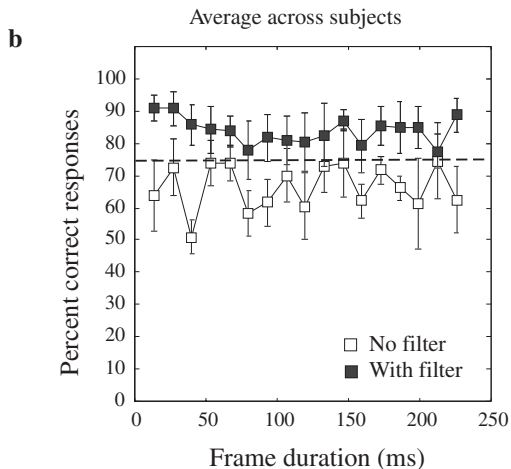 Average across subjects
b
Percent correct responses
100
90
80
70
60
50
40
30
20
10
0
No filter
With filter
0 50 100 150 200 250
Frame duration (ms)